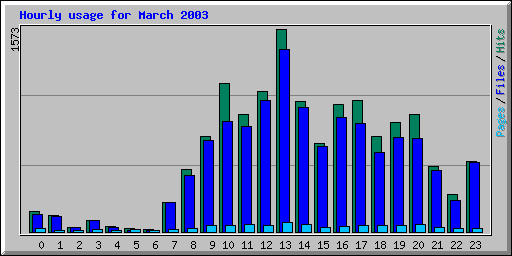 Hourly usage for March 2003
1573
Pages/Files/Hits
0 1 2 3 4 5 6 7 8 9 10 11 12 13 14 15 16 17 18 19 20 21 22 23